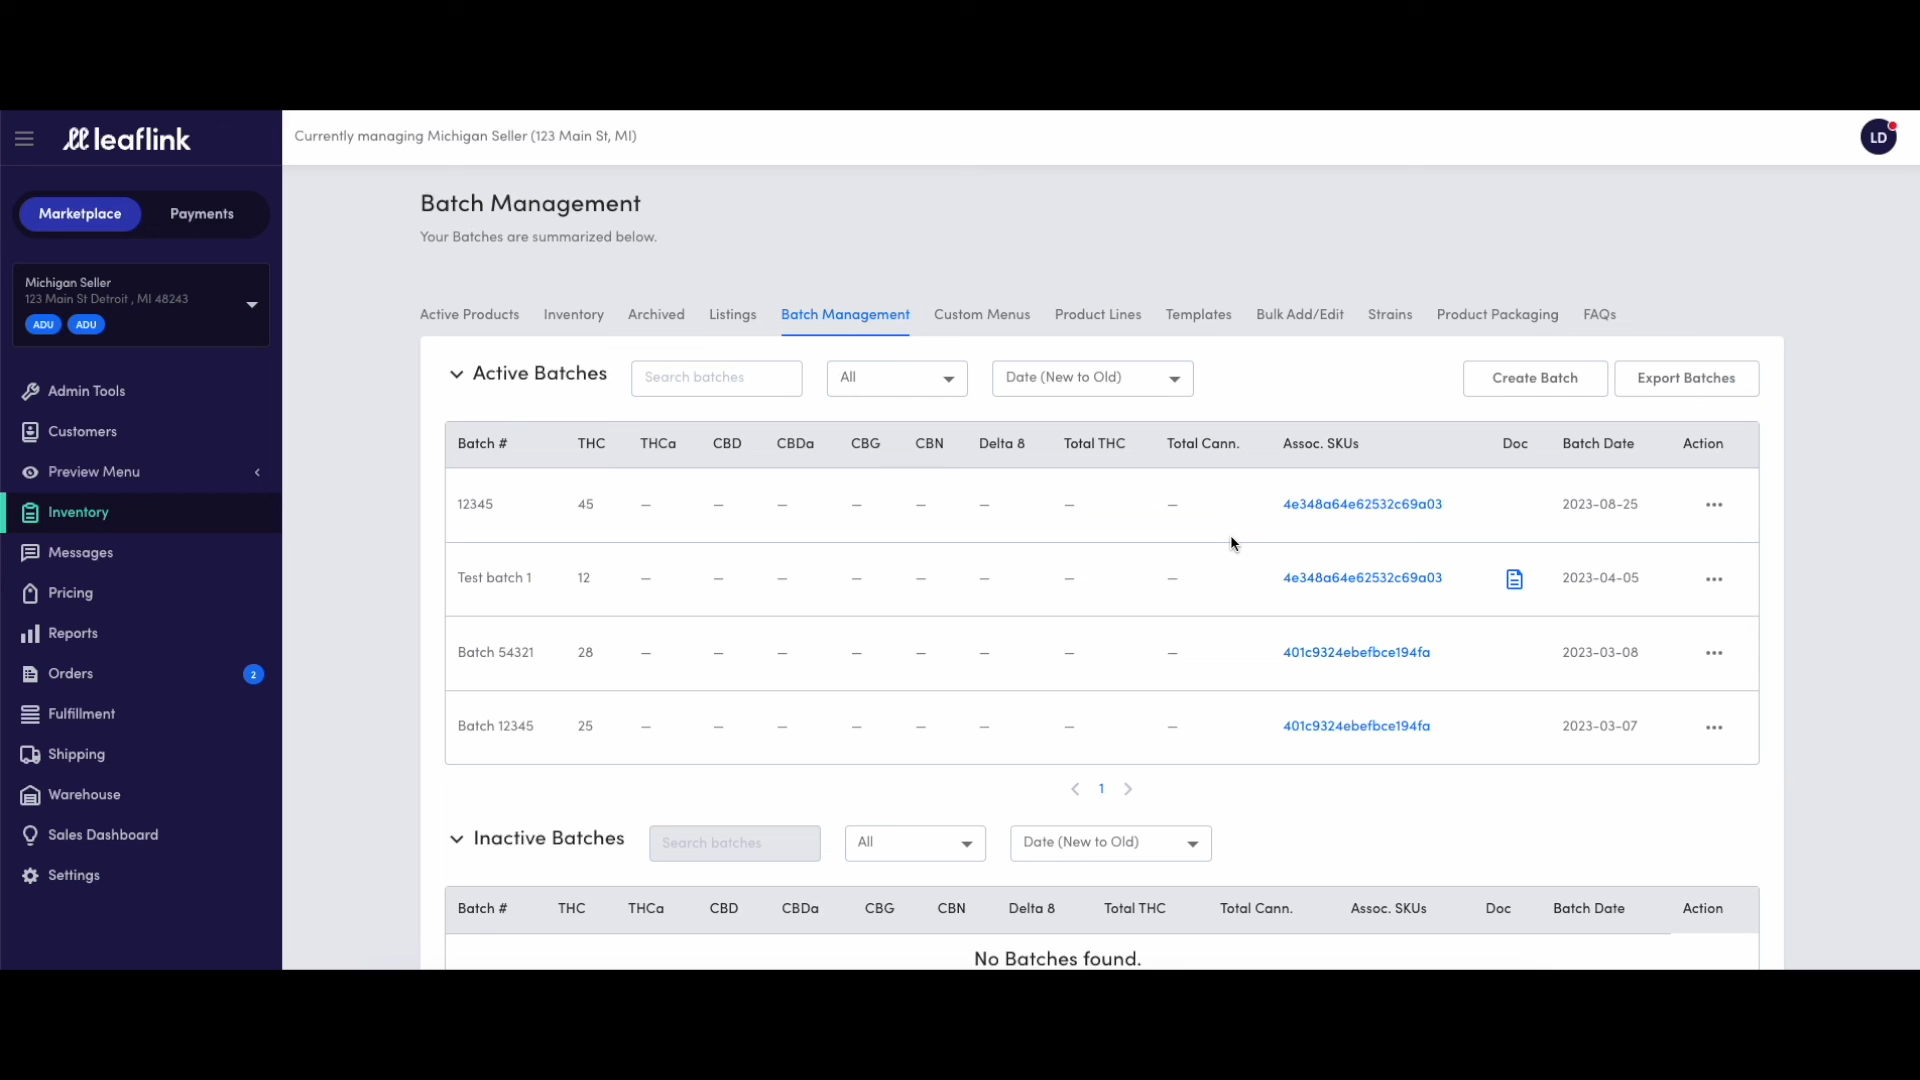 leaflink
Currently managing Michigan Seller (123 Main St, MI)
LD
Marketplace Payments
Michigan Seller
123 Main St Detroit , MI 48243
ADU ADU
Admin Tools
Customers
Preview Menu
Inventory
Messages
Pricing
Reports
Orders 2
Fulfillment
Shipping
Warehouse
Sales Dashboard
Settings
Batch Management
Your Batches are summarized below.
Active Products Inventory Archived Listings Batch Management Custom Menus Product Lines Templates Bulk Add/Edit Strains Product Packaging FAQs
Active Batches Search batches All Date (New to Old) Create Batch Export Batches
Batch # THC THCa CBD CBDa CBG CBN Delta 8 Total THC Total Cann. Assoc. SKUs Doc Batch Date Action
12345 45 – – – – – – – – 4e348a64e62532c69a03 2023-08-25 ...
Test batch 1 12 – – – – – – – – 4e348a64e62532c69a03 2023-04-05 ...
Batch 54321 28 – – – – – – – – 401c9324ebefbce194fa 2023-03-08 ...
Batch 12345 25 – – – – – – – – 401c9324ebefbce194fa 2023-03-07 ...
1
Inactive Batches Search batches All Date (New to Old)
Batch # THC THCa CBD CBDa CBG CBN Delta 8 Total THC Total Cann. Assoc. SKUs Doc Batch Date Action
No Batches found.